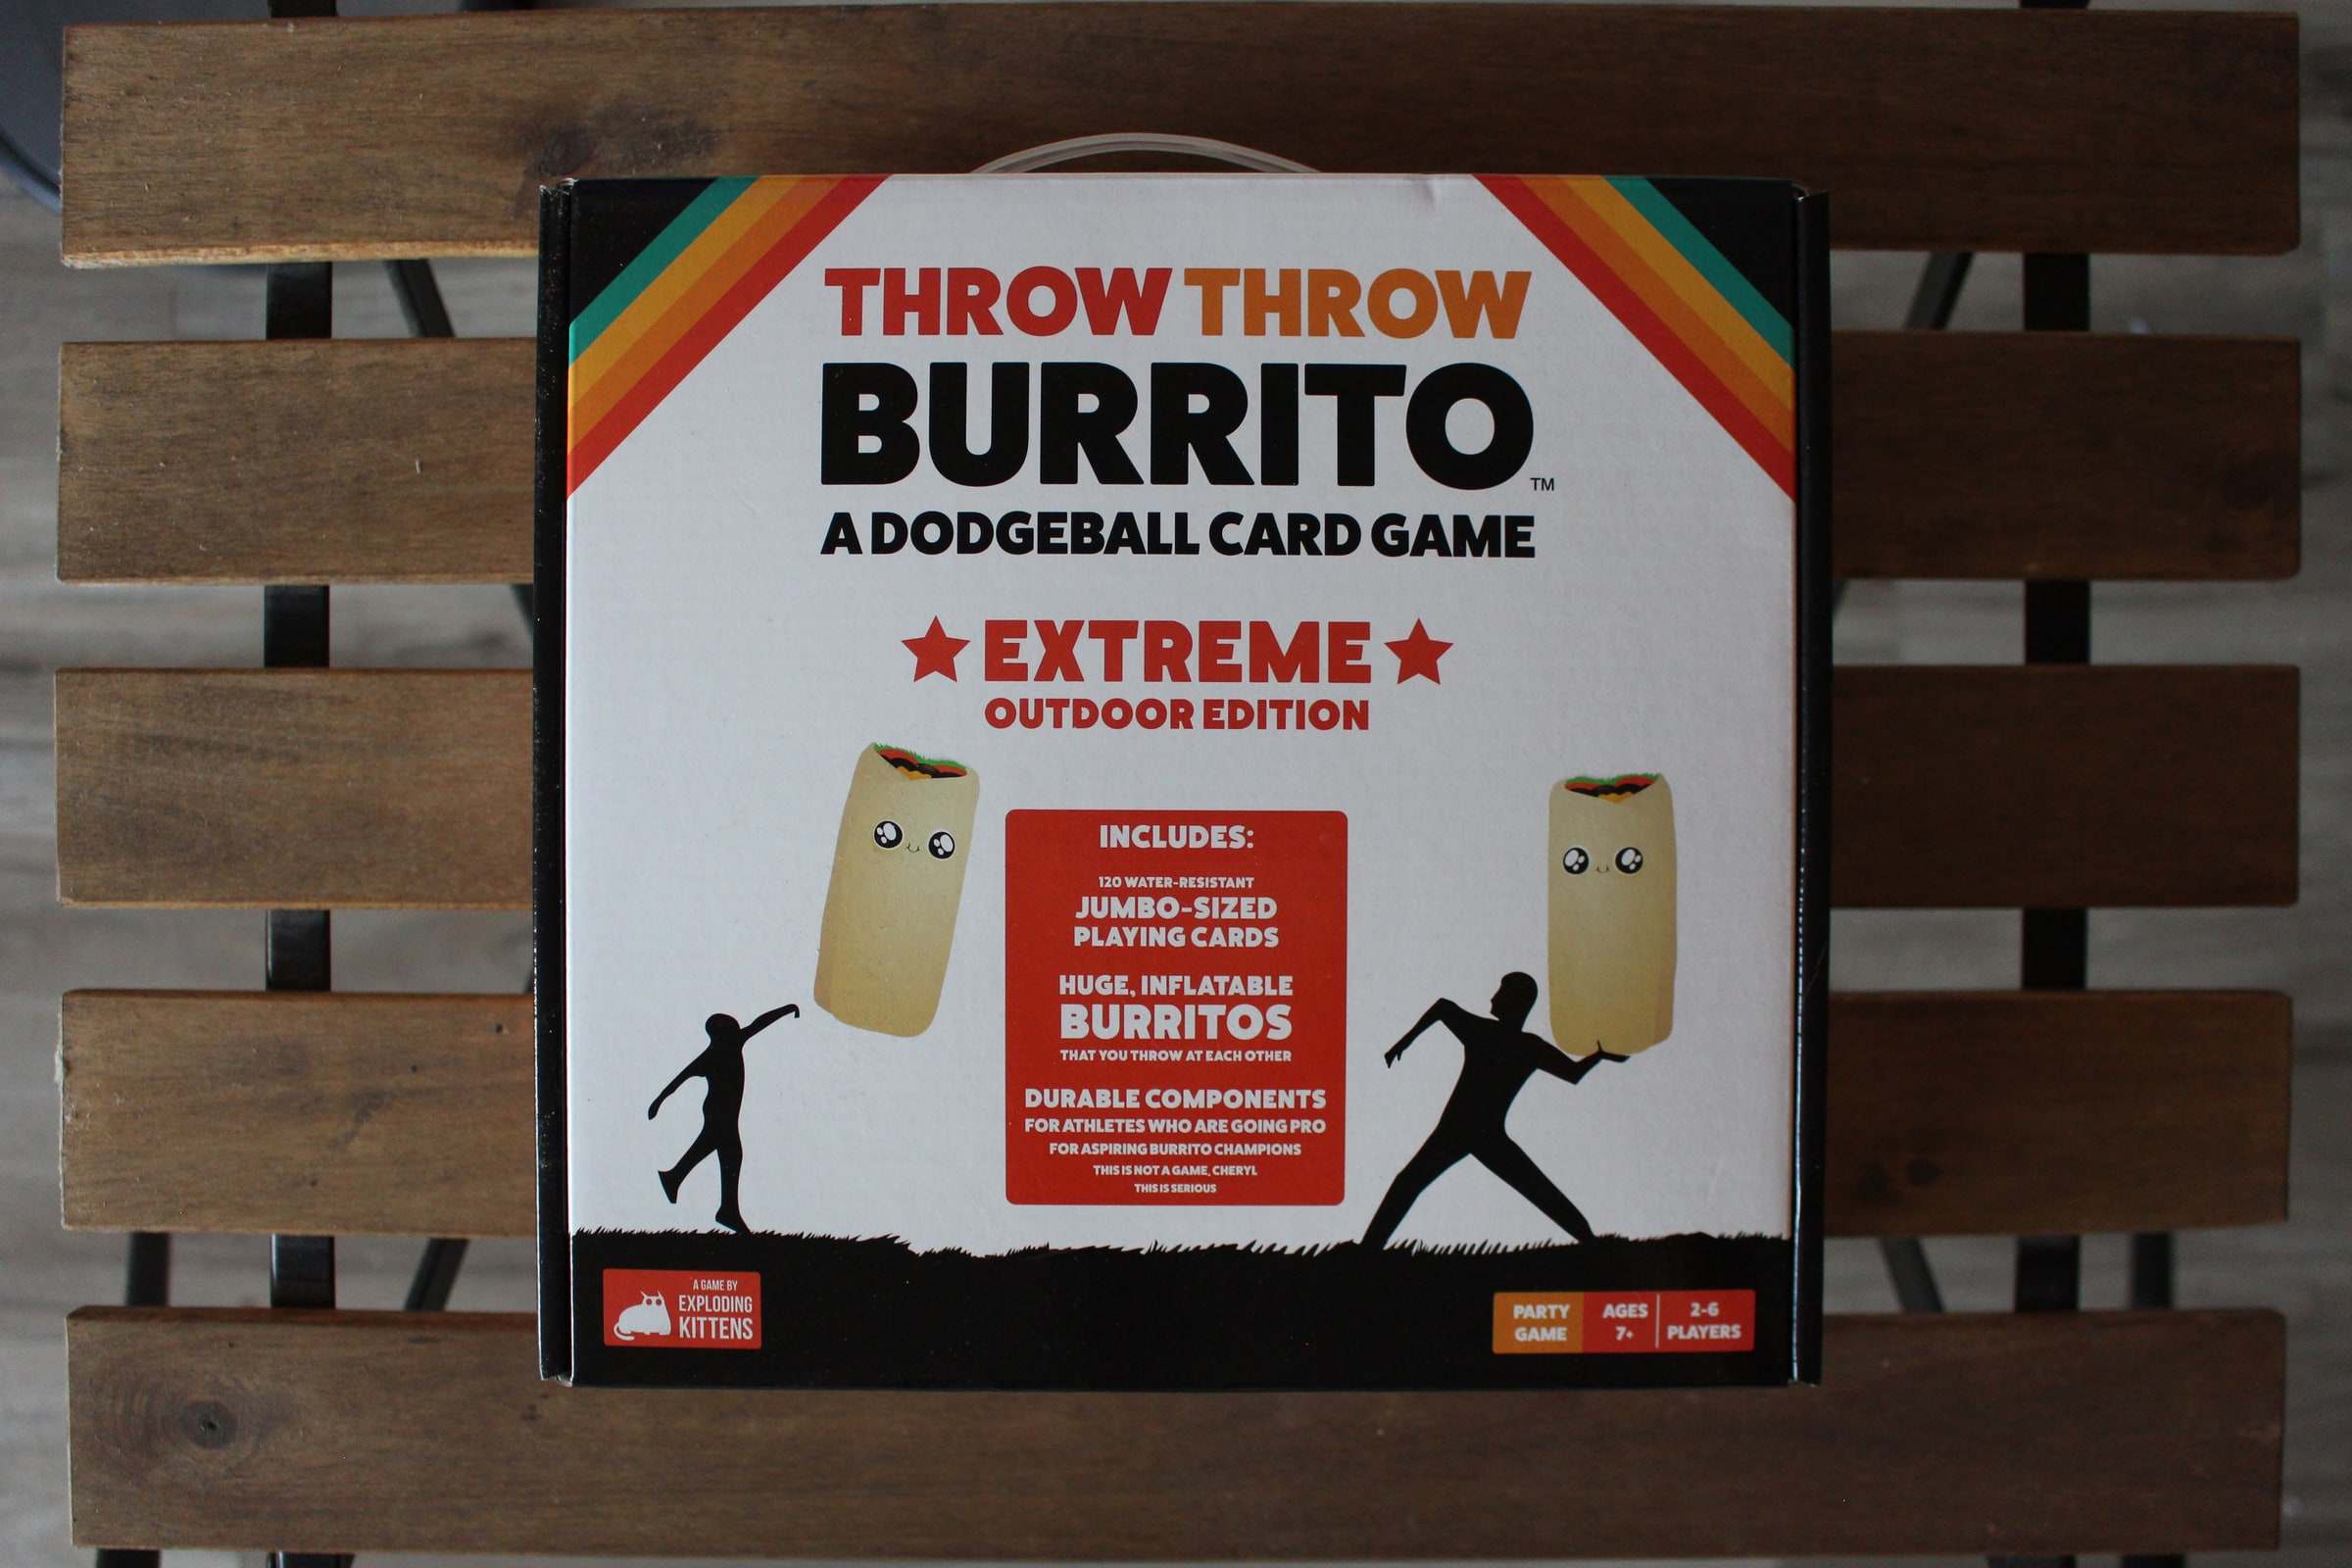 THROW THROW
BURRITO™
A DODGEBALL CARD GAME
EXTREME
OUTDOOR EDITION
INCLUDES:
120 WATER-RESISTANT
JUMBO-SIZED
PLAYING CARDS
HUGE, INFLATABLE
BURRITOS
THAT YOU THROW AT EACH OTHER
DURABLE COMPONENTS
FOR ATHLETES WHO ARE GOING PRO
FOR ASPIRING BURRITO CHAMPIONS
THIS IS NOT A GAME, CHERYL
THIS IS SERIOUS
A GAME BY
EXPLODING
KITTENS
PARTY
GAME
AGES
7+
2-6
PLAYERS